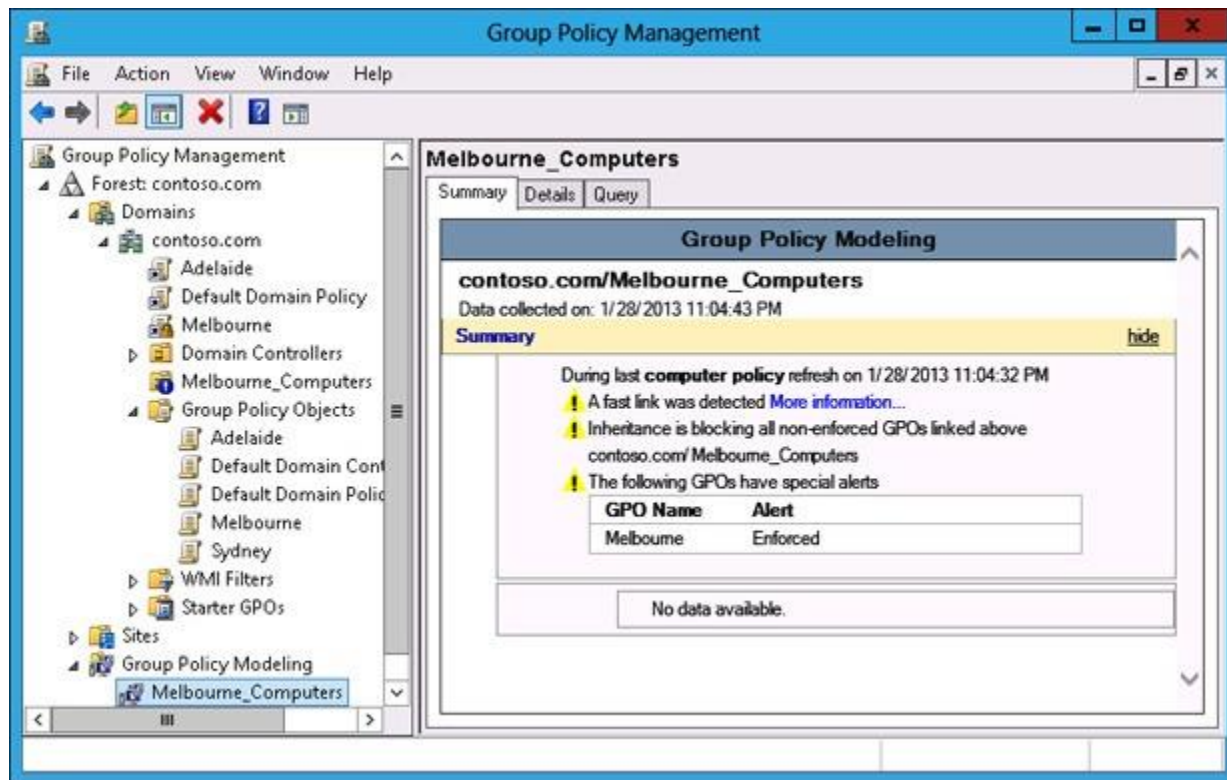 Group Policy Management
File Action View Window Help
Group Policy Management
Forest: contoso.com
Domains
contoso.com
Adelaide
Default Domain Policy
Melbourne
Domain Controllers
Melbourne_Computers
Group Policy Objects
Adelaide
Default Domain Cont
Default Domain Polic
Melbourne
Sydney
WMI Filters
Starter GPOs
Sites
Group Policy Modeling
Melbourne_Computers
Melbourne_Computers
Summary Details Query
Group Policy Modeling
contoso.com/Melbourne_Computers
Data collected on: 1/28/2013 11:04:43 PM
Summary hide
During last computer policy refresh on 1/28/2013 11:04:32 PM
A fast link was detected More information...
Inheritance is blocking all non-enforced GPOs linked above
contoso.com/Melbourne_Computers
The following GPOs have special alerts
GPO Name Alert
Melbourne Enforced
No data available.